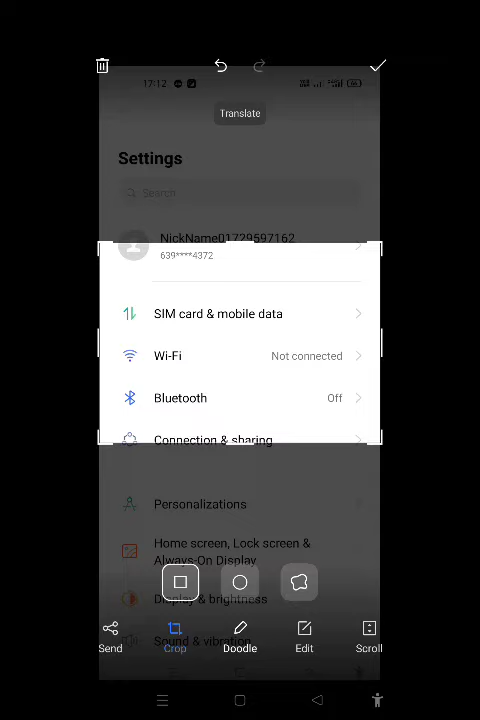 17:12
Translate
Settings
Search
NickName01729597162
639****4372
SIM card & mobile data
Wi-Fi Not connected
Bluetooth Off
Connection & sharing
Personalizations
Home screen, Lock screen &
Always-On Display
Display & brightness
Sound & vibration
Send Crop Doodle Edit Scroll